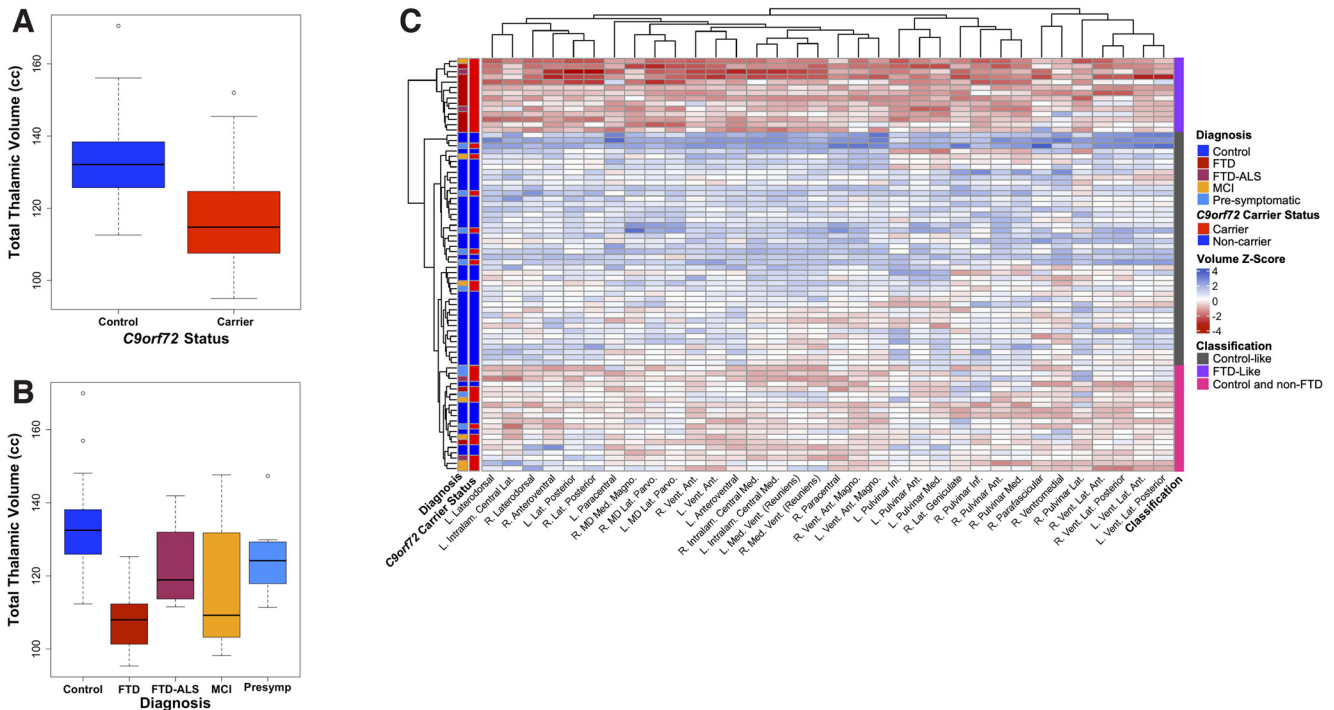 A
Total Thalamic Volume (cc)
160
140
120
100
Control
Carrier
C9orf72 Status
B
Total Thalamic Volume (cc)
160
140
120
100
Control
FTD
FTD-ALS
MCI
Presymp
Diagnosis
C
Diagnosis
C9orf72 Carrier Status
L. Laterodorsal
L. Intralam. Central Lat.
R. Laterodorsal
R. Anteroventral
L. Lat. Posterior
R. Lat. Posterior
L. Paracentral
R. MD Med. Magno.
R. MD Lat. Parvo.
L. MD Lat. Parvo.
R. Vent. Ant.
L. Vent. Ant.
L. Anteroventral
R. Intralam. Central Med.
L. Intralam. Central Med.
L. Med. Vent. (Reuniens)
R. Med. Vent. (Reuniens)
R. Paracentral
R. Vent. Ant. Magno.
L. Vent. Ant. Magno.
L. Pulvinar Inf.
L. Pulvinar Ant.
L. Pulvinar Med.
R. Lat. Geniculate
R. Pulvinar Inf.
R. Pulvinar Ant.
R. Pulvinar Med.
R. Parafascicular
R. Ventromedial
R. Pulvinar Lat.
R. Vent. Lat. Ant.
R. Vent. Lat. Posterior
L. Vent. Lat. Ant.
L. Vent. Lat. Posterior
Classification
Diagnosis
Control
FTD
FTD-ALS
MCI
Pre-symptomatic
C9orf72 Carrier Status
Carrier
Non-carrier
Volume Z-Score
4
2
0
-2
-4
Classification
Control-like
FTD-Like
Control and non-FTD